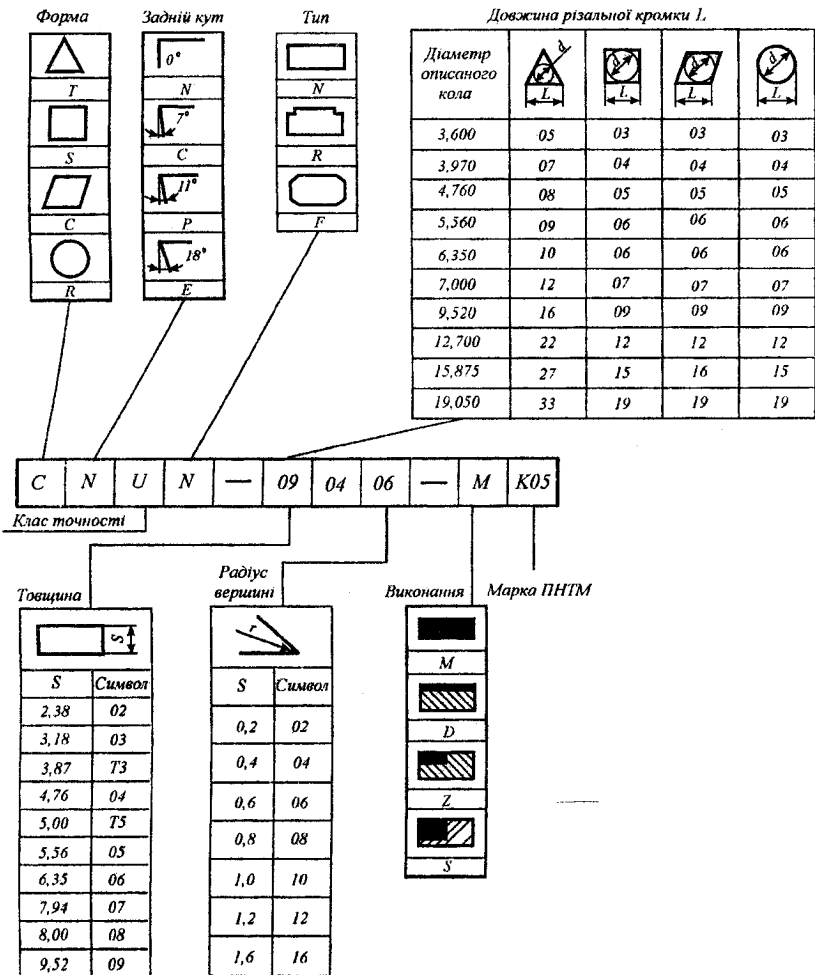 Форма
T
S
C
R
Задній кут
0°
N
7°
C
11°
P
18°
E
Тип
N
R
F
Довжина різальної кромки L
Діаметр описаного кола
d L
d L
d L
d L
3,600 05 03 03 03
3,970 07 04 04 04
4,760 08 05 05 05
5,560 09 06 06 06
6,350 10 06 06 06
7,000 12 07 07 07
9,520 16 09 09 09
12,700 22 12 12 12
15,875 27 15 16 15
19,050 33 19 19 19
C N U N — 09 04 06 — M K05
Клас точності
Товщина
S
S Символ
2,38 02
3,18 03
3,87 T3
4,76 04
5,00 T5
5,56 05
6,35 06
7,94 07
8,00 08
9,52 09
Радіус
вершині
r
S Символ
0,2 02
0,4 04
0,6 06
0,8 08
1,0 10
1,2 12
1,6 16
Виконання
M
D
Z
S
Марка ПНТМ